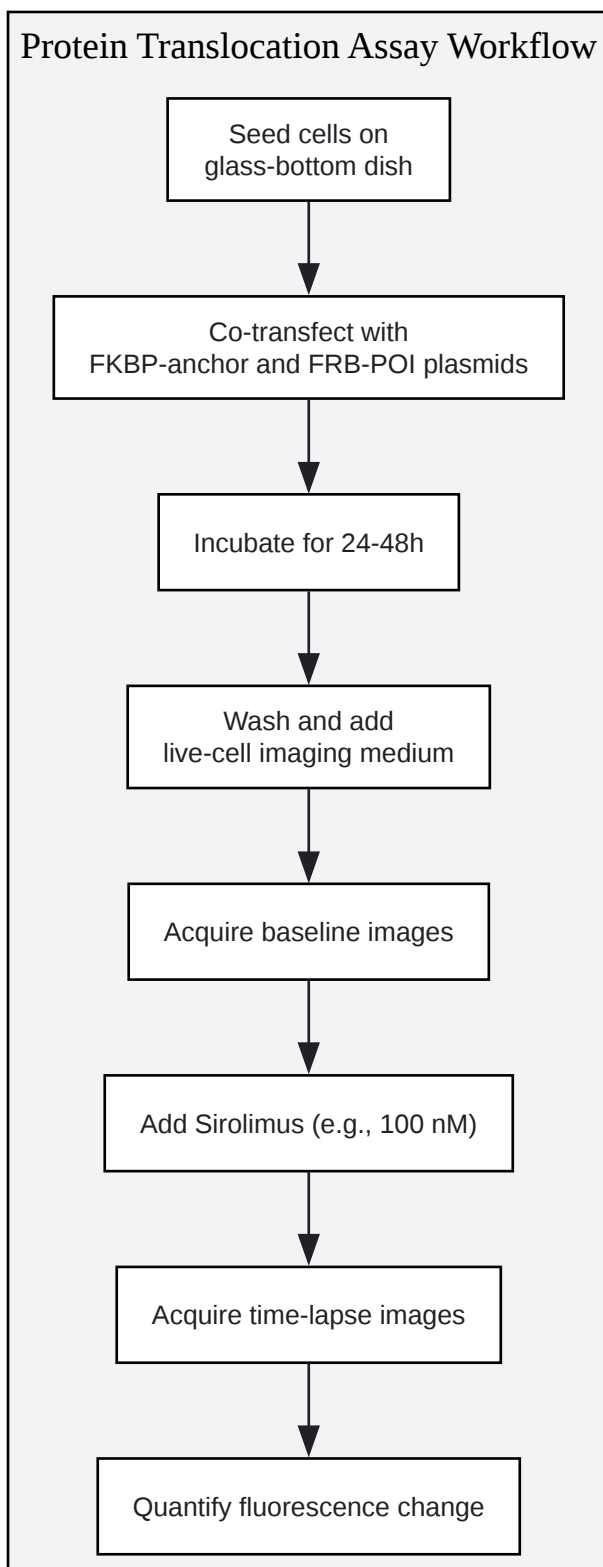 Protein Translocation Assay Workflow
Seed cells on
glass-bottom dish
Co-transfect with
FKBP-anchor and FRB-POI plasmids
Incubate for 24-48h
Wash and add
live-cell imaging medium
Acquire baseline images
Add Sirolimus (e.g., 100 nM)
Acquire time-lapse images
Quantify fluorescence change